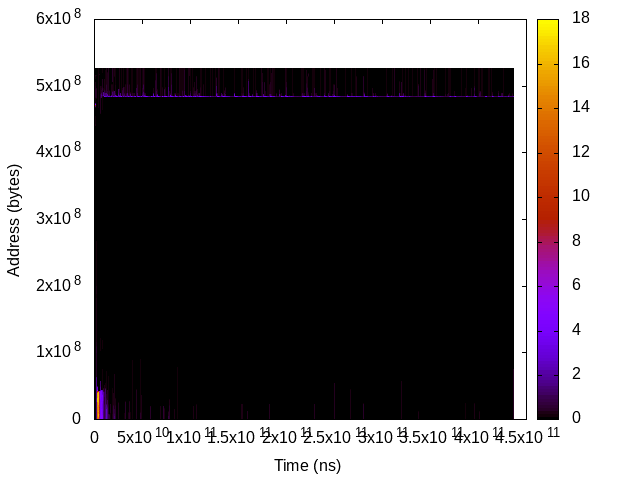 6x10 8
5x10 8
4x10 8
3x10 8
2x10 8
1x10 8
0
Address (bytes)
0 5x10 10 1x10 11 1.5x10 11 2x10 11 2.5x10 11 3x10 11 3.5x10 11 4x10 11 4.5x10 11
Time (ns)
18
16
14
12
10
8
6
4
2
0